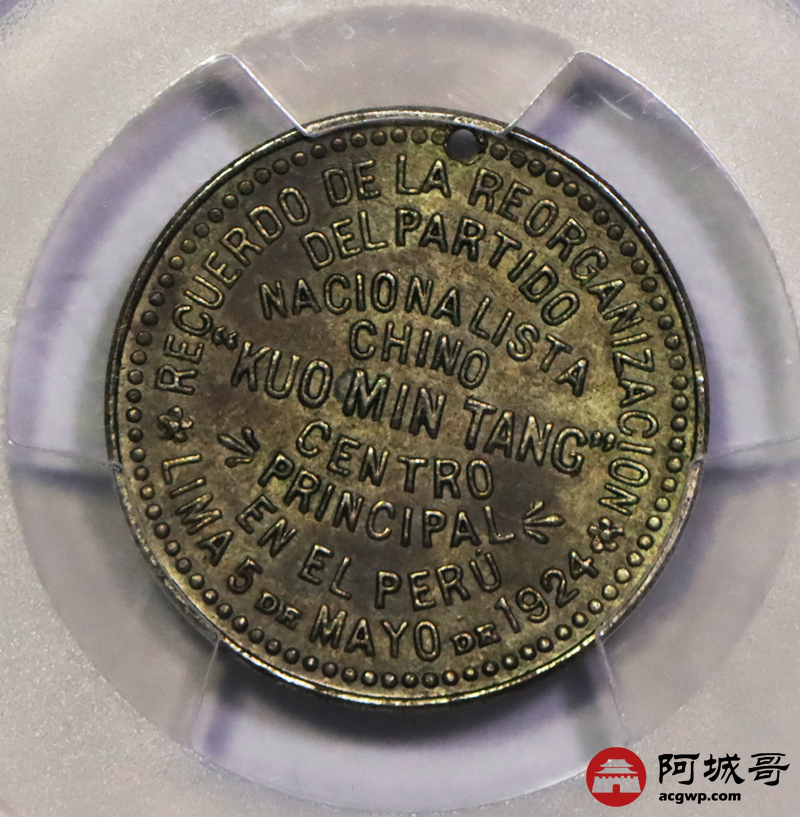 RECUERDO DE LA REORGANIZACION
DEL PARTIDO
NACIONALISTA
CHINO
"KUO MIN TANG"
CENTRO
PRINCIPAL
EN EL PERÚ
LIMA 5 DE MAYO DE 1924
阿城哥
acgwp.com